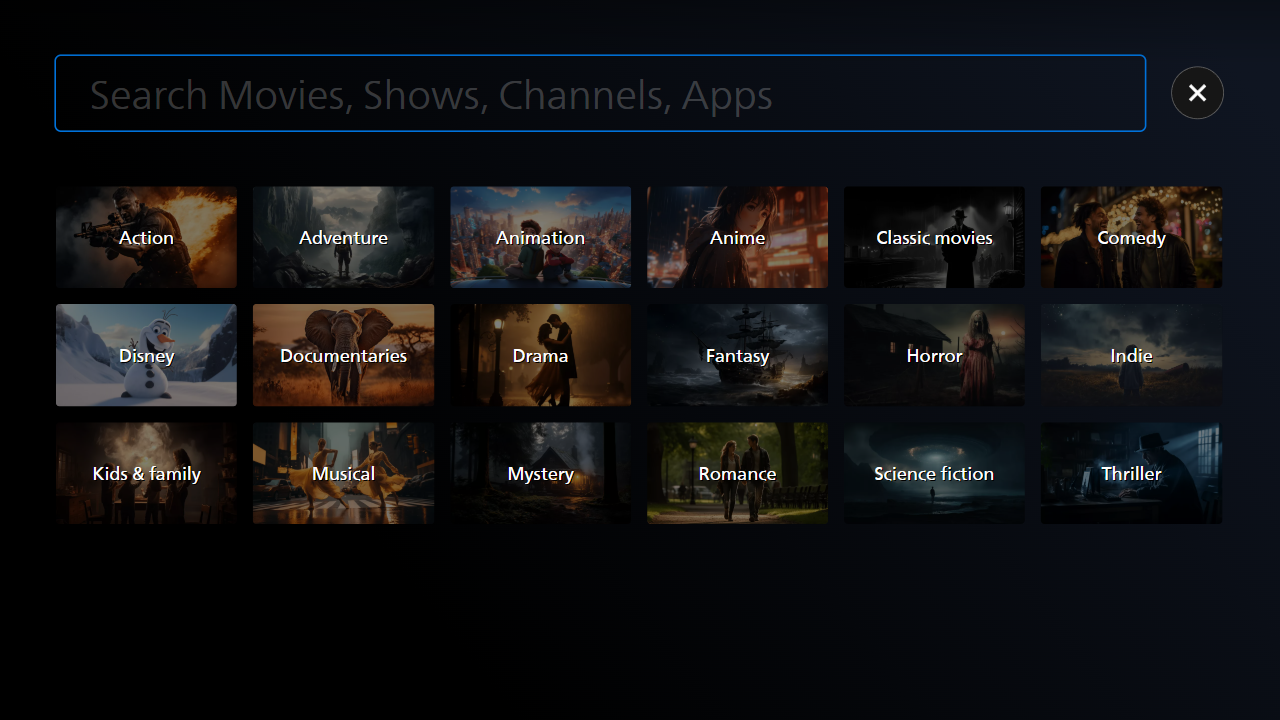 Search Movies, Shows, Channels, Apps
Action
Adventure
Animation
Anime
Classic movies
Comedy
Disney
Documentaries
Drama
Fantasy
Horror
Indie
Kids & family
Musical
Mystery
Romance
Science fiction
Thriller